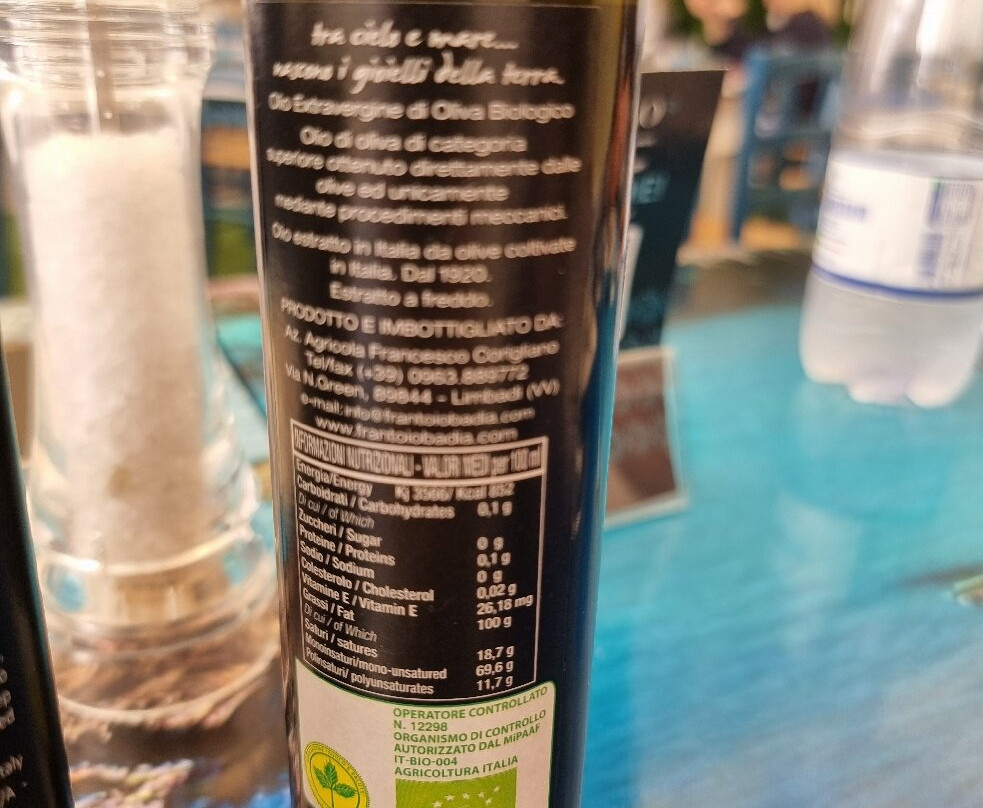 tra cielo e mare...
nascono i gioielli della terra.
Olio Extravergine di Oliva Biologico
Olio di oliva di categoria
superiore ottenuto direttamente dalle
olive ed unicamente
mediante procedimenti meccanici.
Olio estratto in Italia da olive coltivate
in Italia. Dal 1920.
Estratto a freddo.
PRODOTTO E IMBOTTIGLIATO DA:
Az. Agricola Francesco Corigliano
Tel/fax (+39) 0963.889772
Via N.Green, 89844 - Limbadi (VV)
e-mail: info@frantoiobadia.com
www.frantoiobadia.com
INFORMAZIONI NUTRIZIONALI - VALORI MEDI per 100 ml
Energia/Energy Kj 3566/ Kcal 852
Carboidrati / Carbohydrates 0,1 g
Di cui / of Which
Zuccheri / Sugar 0 g
Proteine / Proteins 0,1 g
Sodio / Sodium 0 g
Colesterolo / Cholesterol 0,02 g
Vitamine E / Vitamin E 26,18 mg
Grassi / Fat 100 g
Di cui / of Which
Saturi / satures 18,7 g
Monoinsaturi/mono-unsatured 69,6 g
Polinsaturi/ polyunsaturates 11,7 g
OPERATORE CONTROLLATO
N. 12298
ORGANISMO DI CONTROLLO
AUTORIZZATO DAL MiPAAF
IT-BIO-004
AGRICOLTURA ITALIA